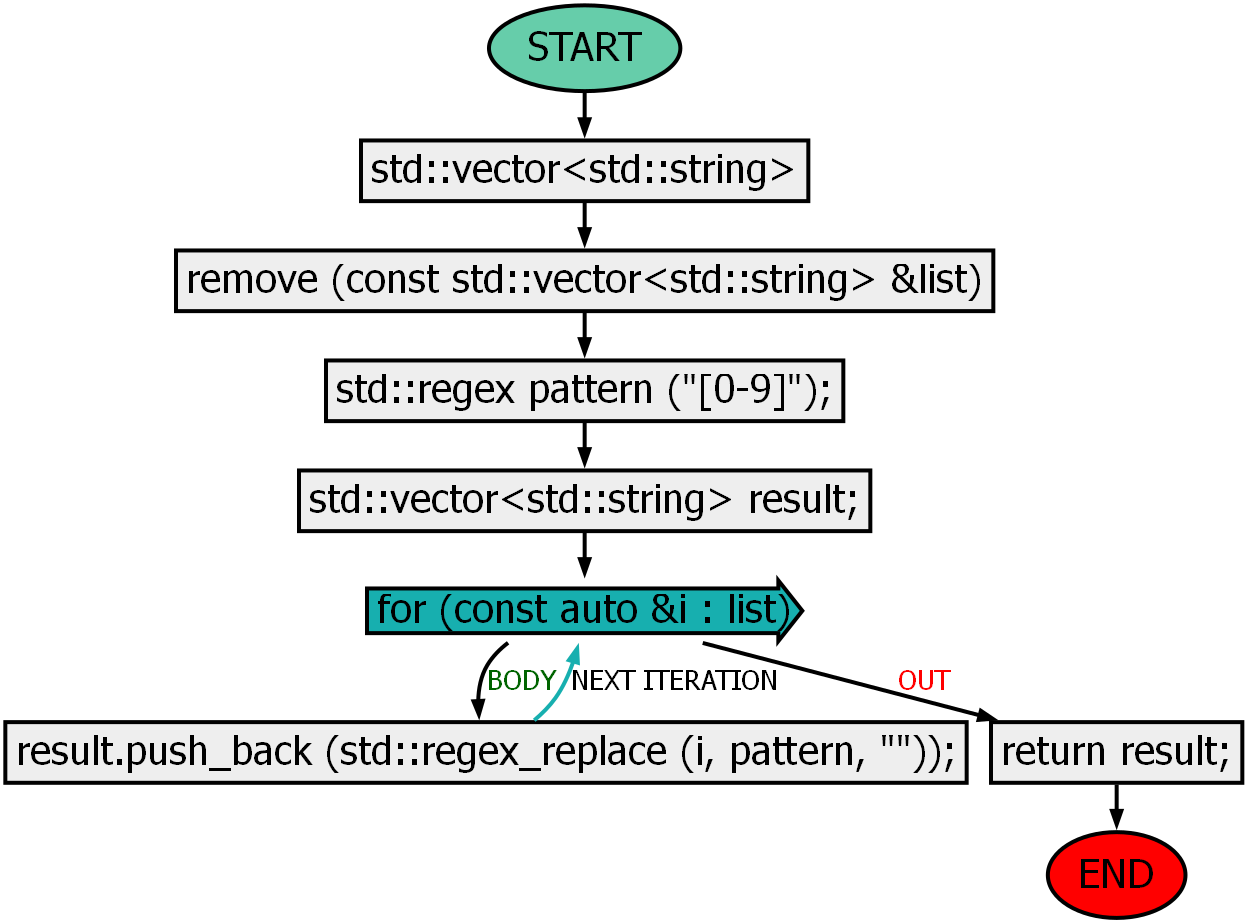 START
std::vector<std::string>
remove (const std::vector<std::string> &list)
std::regex pattern ("[0-9]");
std::vector<std::string> result;
for (const auto &i : list)
BODY
NEXT ITERATION
OUT
result.push_back (std::regex_replace (i, pattern, ""));
return result;
END